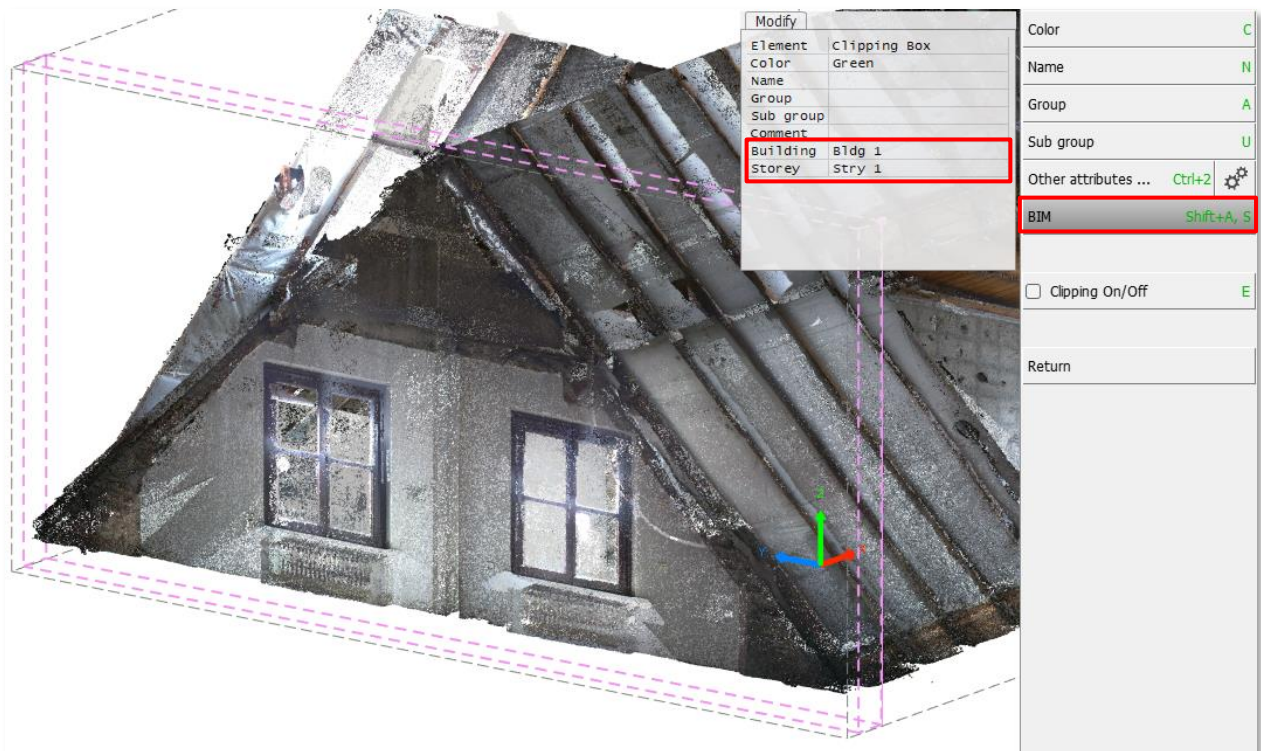 Modify
Element Clipping Box
Color Green
Name
Group
Sub group
Comment
Building Bldg 1
Storey Stry 1
Color C
Name N
Group A
Sub group U
Other attributes ... Ctrl+2
BIM Shift+A, S
Clipping On/Off E
Return
Z
Y
X